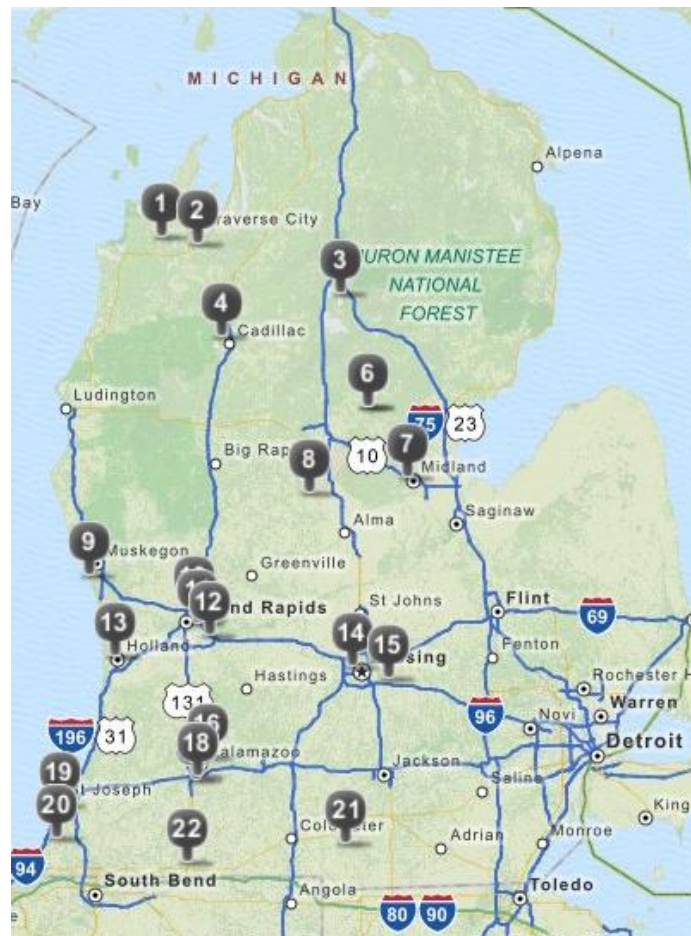 MICHIGAN
Alpena
Bay
1
2
raverse City
3
URON MANISTEE
NATIONAL
FOREST
4
Cadillac
6
Ludington
75
23
7
Big Rap
8
10
Midland
Alma
Saginaw
9
Muskegon
Greenville
12
nd Rapids
St Johns
Flint
69
13
Holland
14
15
sing
Fenton
Hastings
Rochester H
131
96
Warren
196
31
16
Novi
18
alamazoo
Detroit
19
Jackson
t Joseph
Saline
20
21
King
22
Col
ter
Adrian
Monroe
94
South Bend
Angola
Toledo
80
90